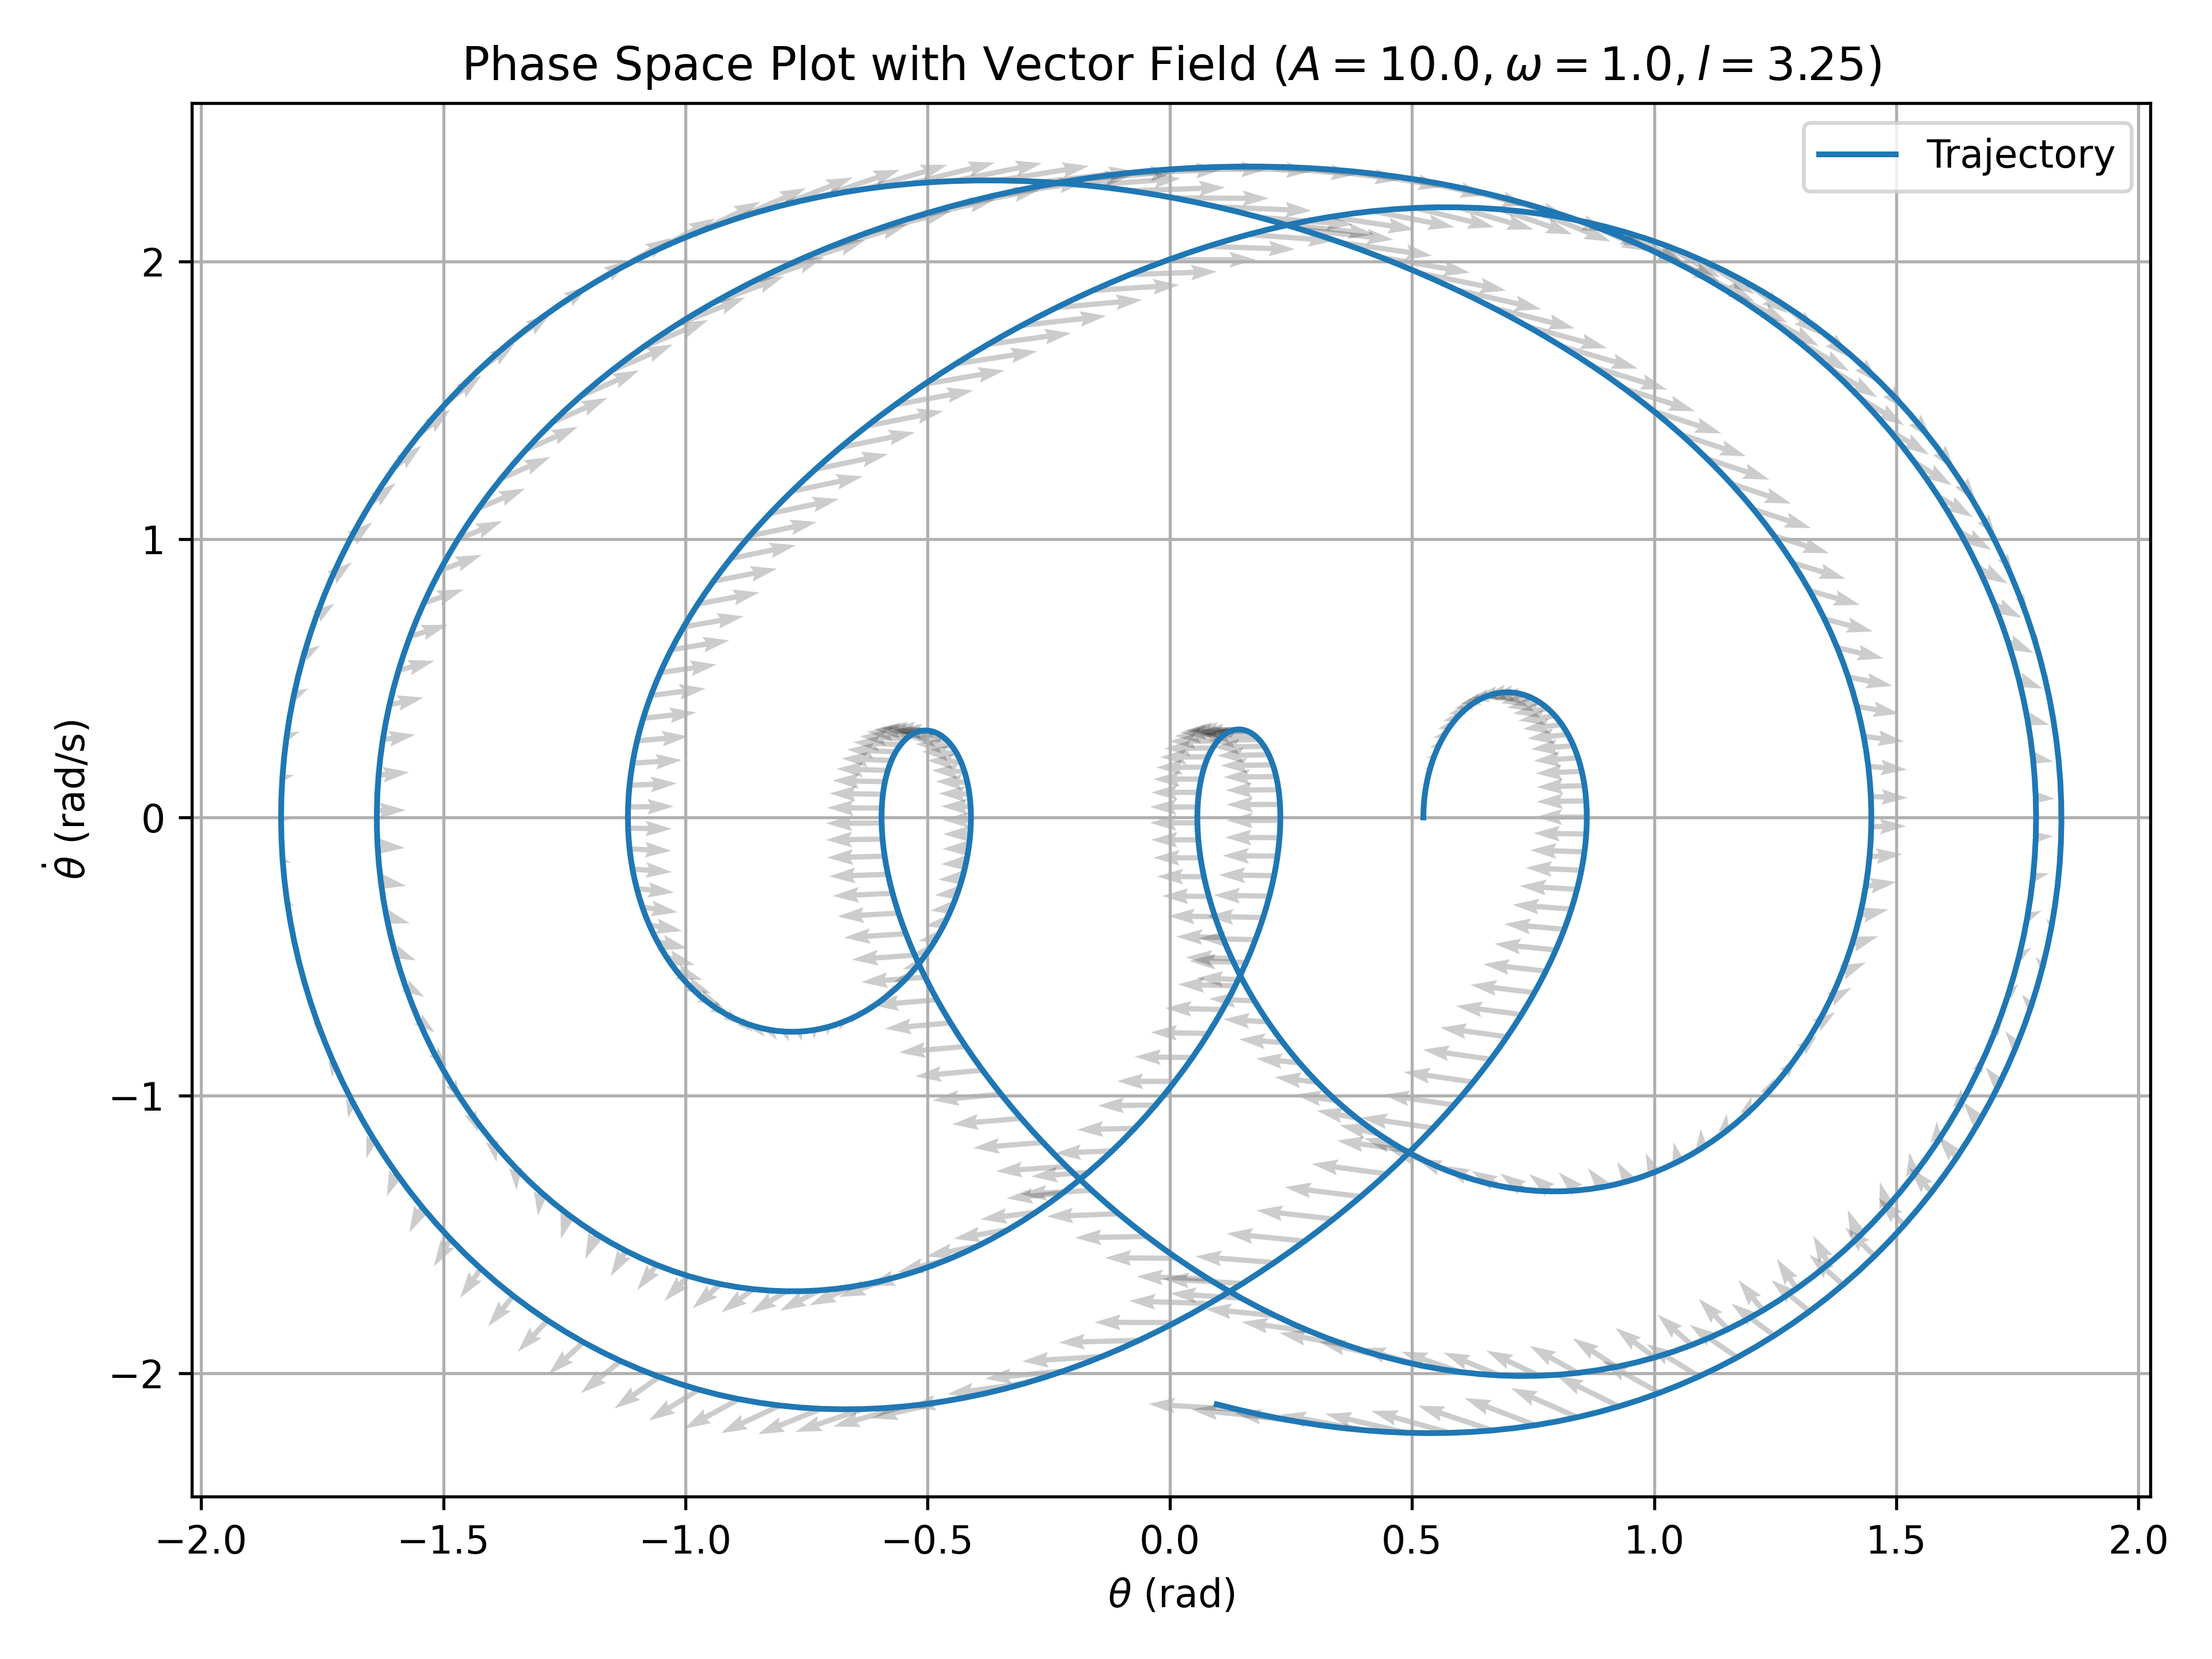 Phase Space Plot with Vector Field (A = 10.0, ω = 1.0, l = 3.25)
Trajectory
2
1
0
−1
−2
θ̇ (rad/s)
−2.0 −1.5 −1.0 −0.5 0.0 0.5 1.0 1.5 2.0
θ (rad)